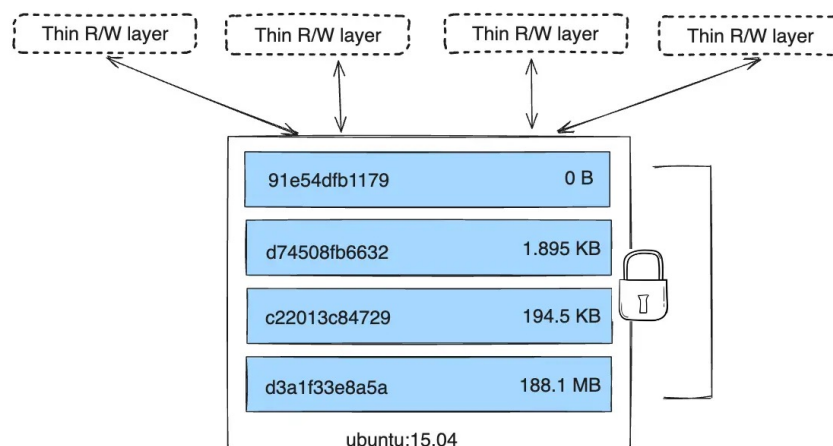 Thin R/W layer
Thin R/W layer
Thin R/W layer
Thin R/W layer
91e54dfb1179 0 B
d74508fb6632 1.895 KB
c22013c84729 194.5 KB
d3a1f33e8a5a 188.1 MB
ubuntu:15.04